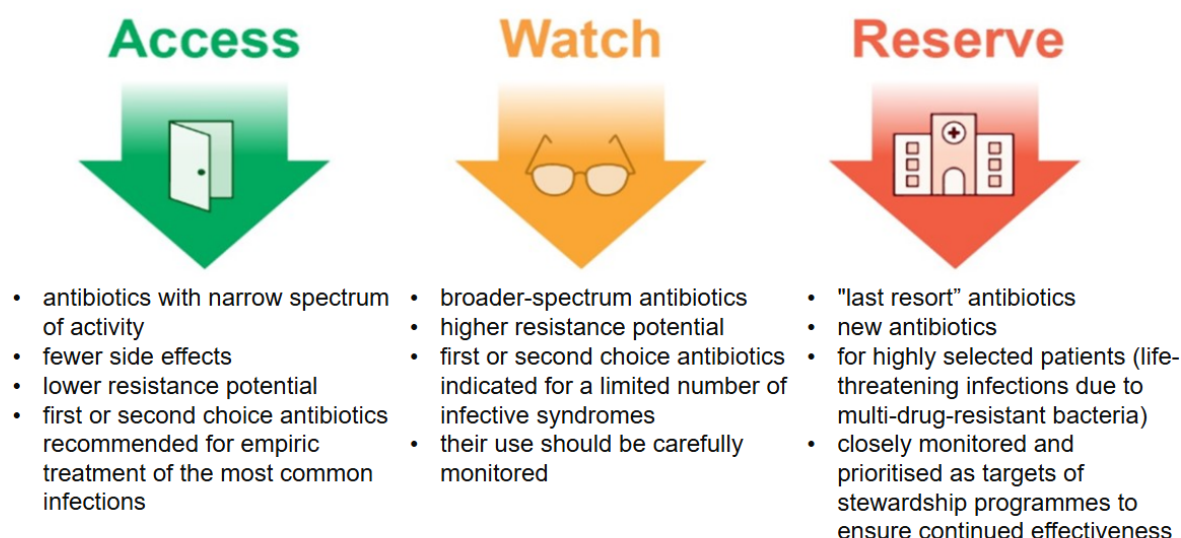 Access
• antibiotics with narrow spectrum
of activity
• fewer side effects
• lower resistance potential
• first or second choice antibiotics
recommended for empiric
treatment of the most common
infections
Watch
• broader-spectrum antibiotics
• higher resistance potential
• first or second choice antibiotics
indicated for a limited number of
infective syndromes
• their use should be carefully
monitored
Reserve
• "last resort” antibiotics
• new antibiotics
• for highly selected patients (life-
threatening infections due to
multi-drug-resistant bacteria)
• closely monitored and
prioritised as targets of
stewardship programmes to
ensure continued effectiveness